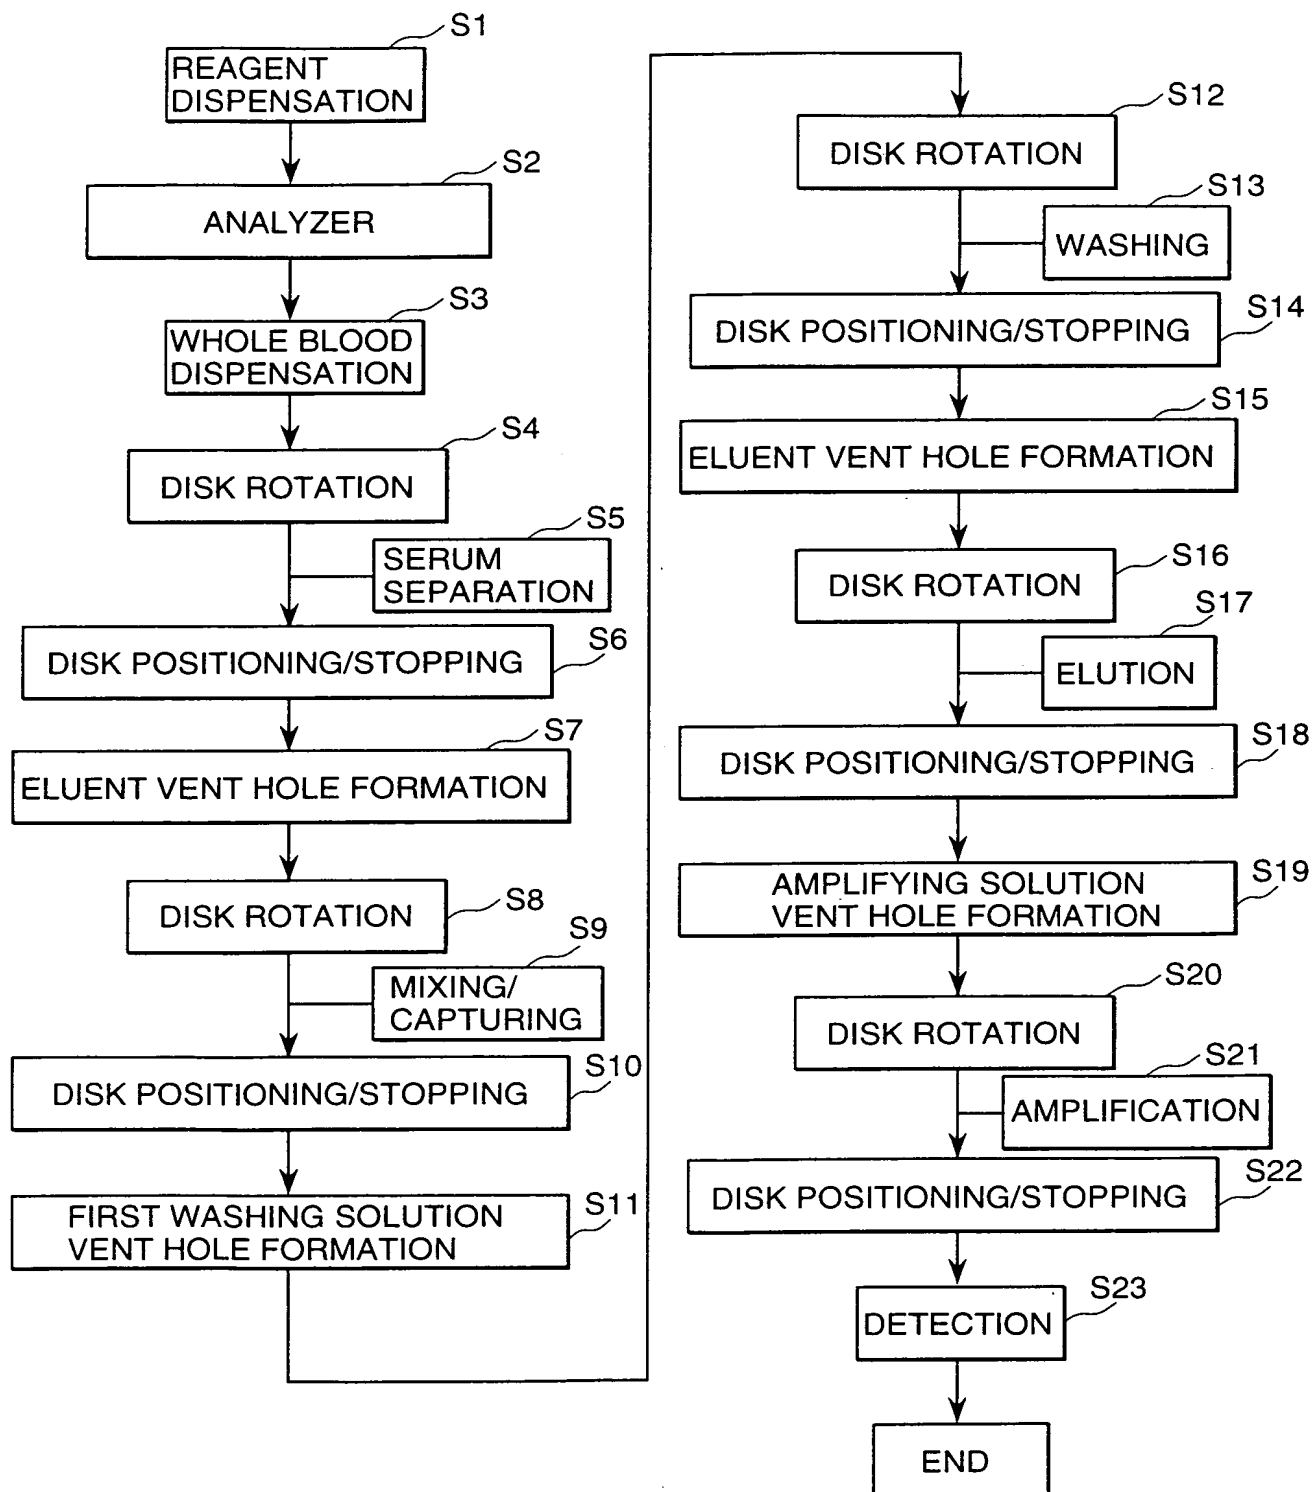 S1
REAGENT
DISPENSATION
S2
ANALYZER
S3
WHOLE BLOOD
DISPENSATION
S4
DISK ROTATION
S5
SERUM
SEPARATION
S6
DISK POSITIONING/STOPPING
S7
ELUENT VENT HOLE FORMATION
S8
DISK ROTATION
S9
MIXING/
CAPTURING
S10
DISK POSITIONING/STOPPING
S11
FIRST WASHING SOLUTION
VENT HOLE FORMATION
S12
DISK ROTATION
S13
WASHING
S14
DISK POSITIONING/STOPPING
S15
ELUENT VENT HOLE FORMATION
S16
DISK ROTATION
S17
ELUTION
S18
DISK POSITIONING/STOPPING
S19
AMPLIFYING SOLUTION
VENT HOLE FORMATION
S20
DISK ROTATION
S21
AMPLIFICATION
S22
DISK POSITIONING/STOPPING
S23
DETECTION
END